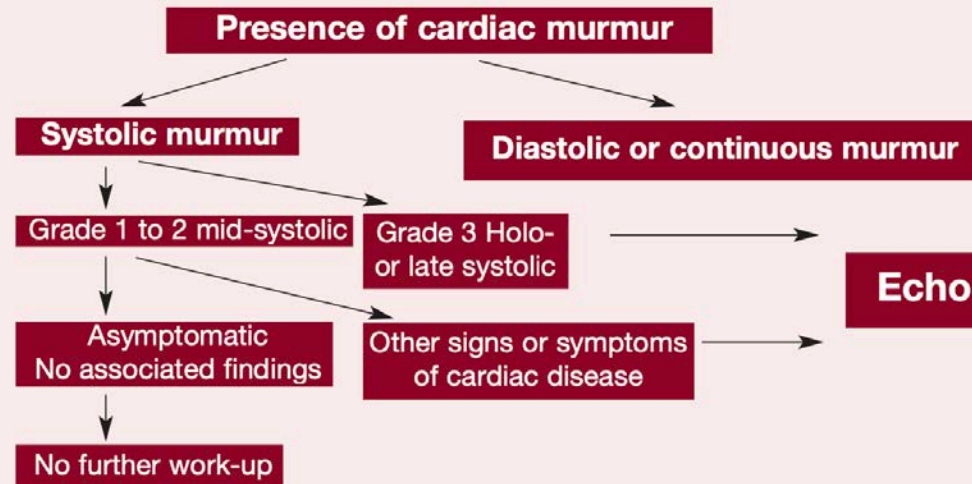 Presence of cardiac murmur
Systolic murmur
Diastolic or continuous murmur
Grade 1 to 2 mid-systolic
Grade 3 Holo-
or late systolic
Echo
Asymptomatic
No associated findings
Other signs or symptoms
of cardiac disease
No further work-up